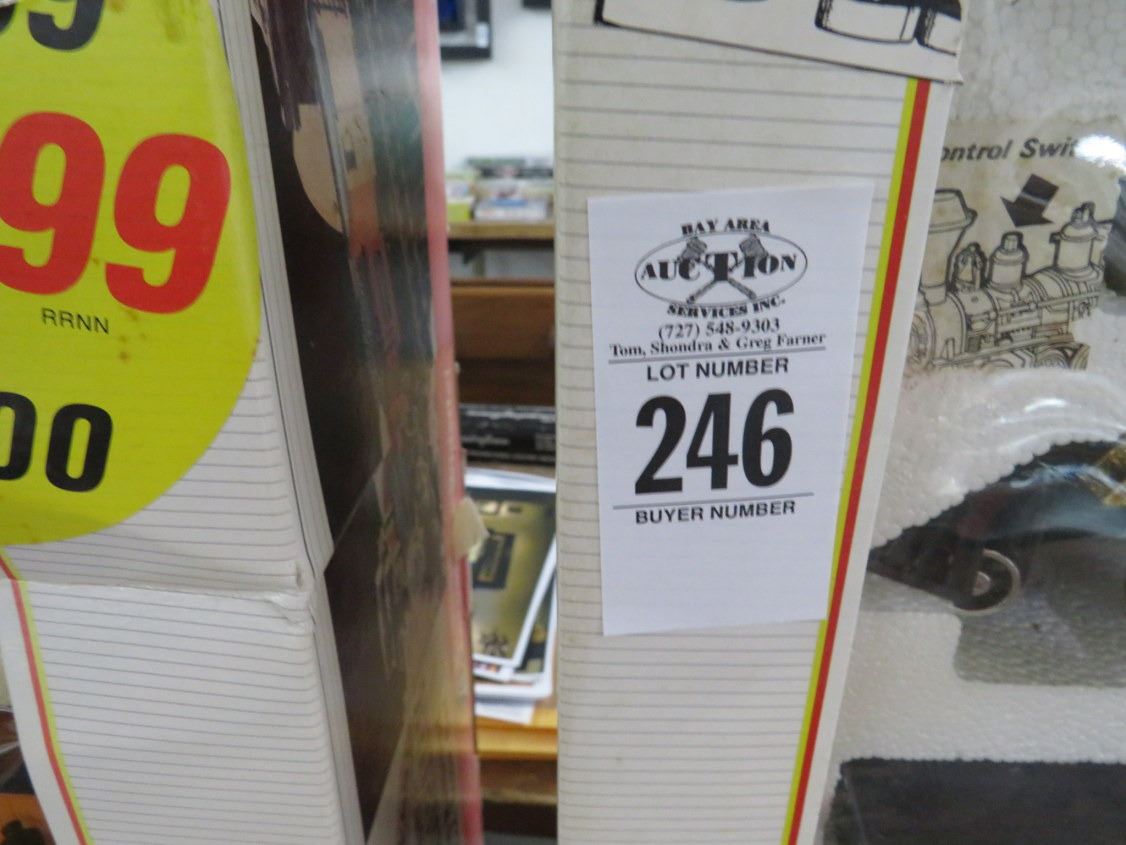 99
RRNN
00
BAY AREA
AUCTION
SERVICES INC.
(727) 548-9303
Tom, Shondra & Greg Farner
LOT NUMBER
246
BUYER NUMBER
ontrol Swit